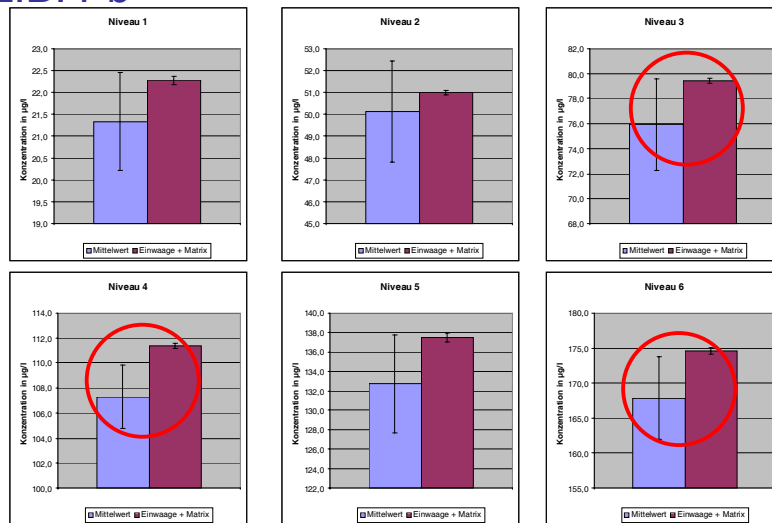 Niveau 1
Konzentration in µg/l
23,0
22,5
22,0
21,5
21,0
20,5
20,0
19,5
19,0
Mittelwert Einwaage + Matrix
Niveau 2
Konzentration in µg/l
53,0
52,0
51,0
50,0
49,0
48,0
47,0
46,0
45,0
Mittelwert Einwaage + Matrix
Niveau 3
Konzentration in µg/l
82,0
80,0
78,0
76,0
74,0
72,0
70,0
68,0
Mittelwert Einwaage + Matrix
Niveau 4
Konzentration in µg/l
114,0
112,0
110,0
108,0
106,0
104,0
102,0
100,0
Mittelwert Einwaage + Matrix
Niveau 5
Konzentration in µg/l
140,0
138,0
136,0
134,0
132,0
130,0
128,0
126,0
124,0
122,0
Mittelwert Einwaage + Matrix
Niveau 6
Konzentration in µg/l
180,0
175,0
170,0
165,0
160,0
155,0
Mittelwert Einwaage + Matrix